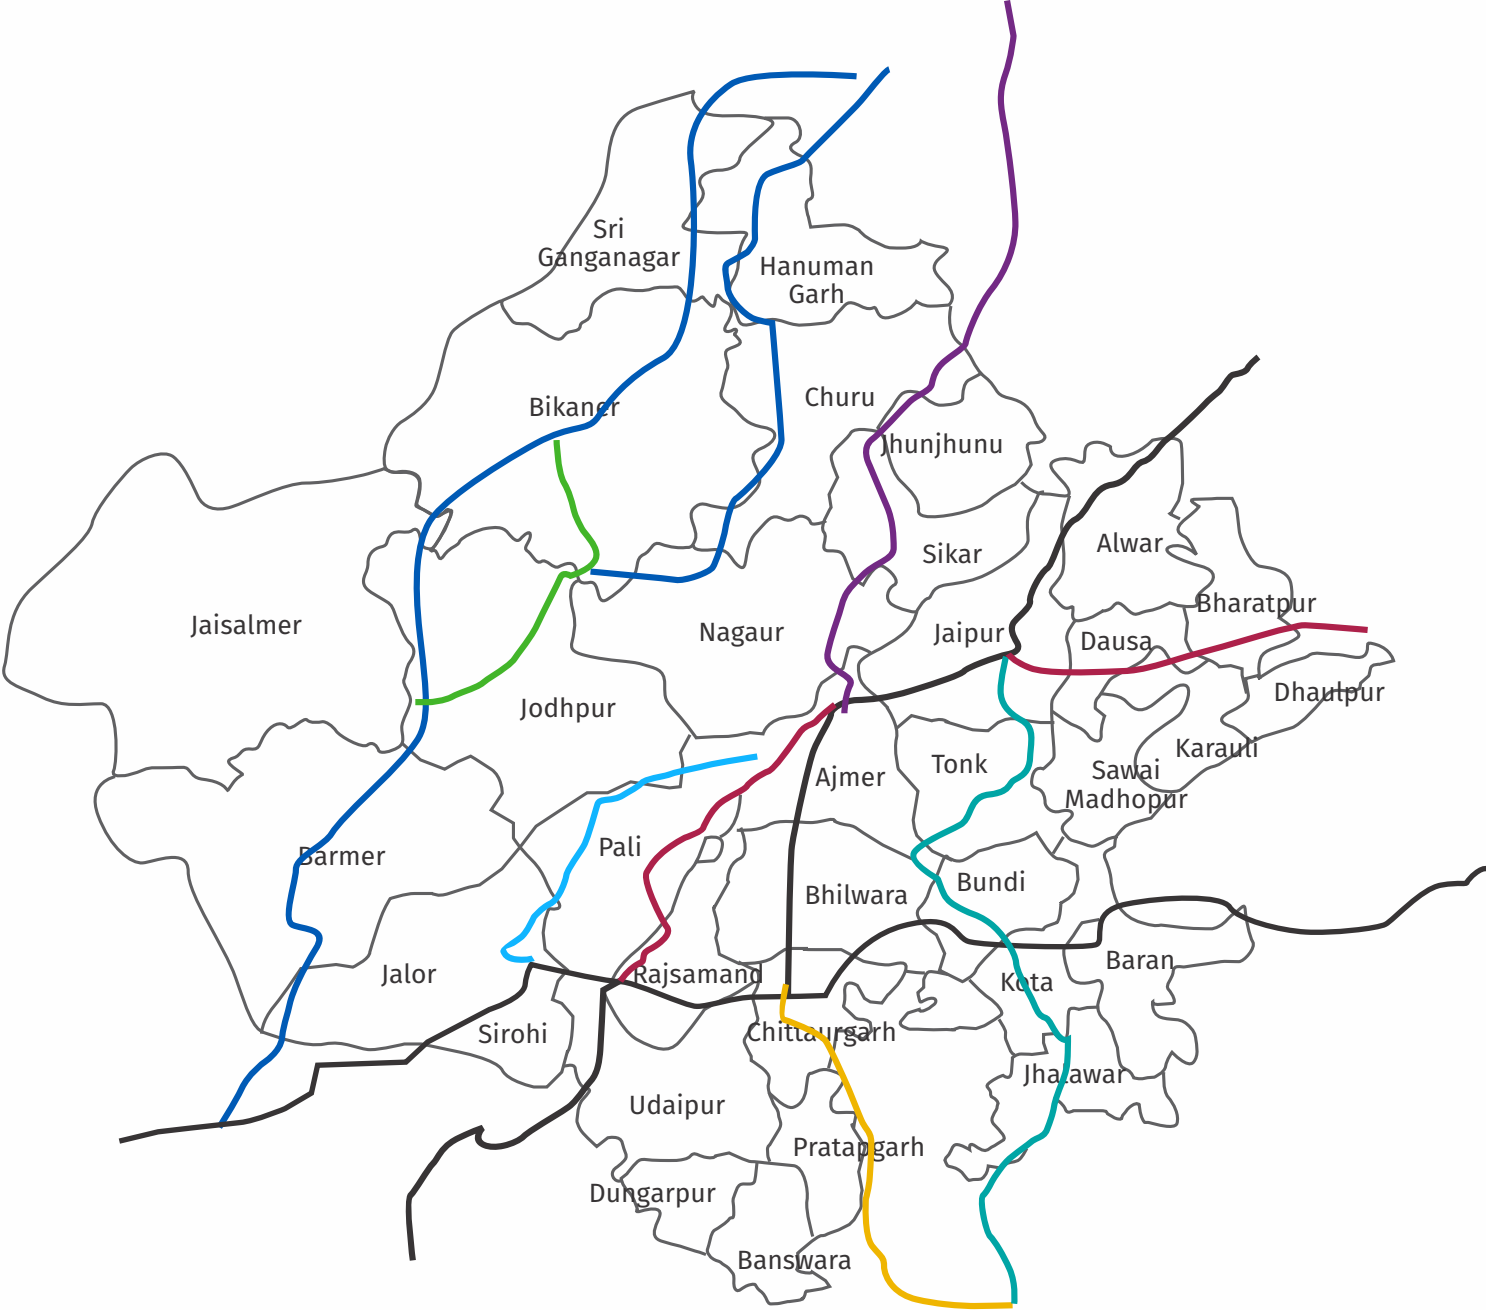 Sri
Ganganagar
Hanuman
Garh
Churu
Bikaner
Jhunjhunu
Alwar
Sikar
Bharatpur
Jaisalmer
Nagaur
Jaipur
Dausa
Dhaulpur
Jodhpur
Karauli
Tonk
Sawai
Madhopur
Ajmer
Pali
Barmer
Bundi
Bhilwara
Baran
Jalor
Rajsamand
Kota
Sirohi
Chittaurgarh
Jhalawar
Udaipur
Pratapgarh
Dungarpur
Banswara